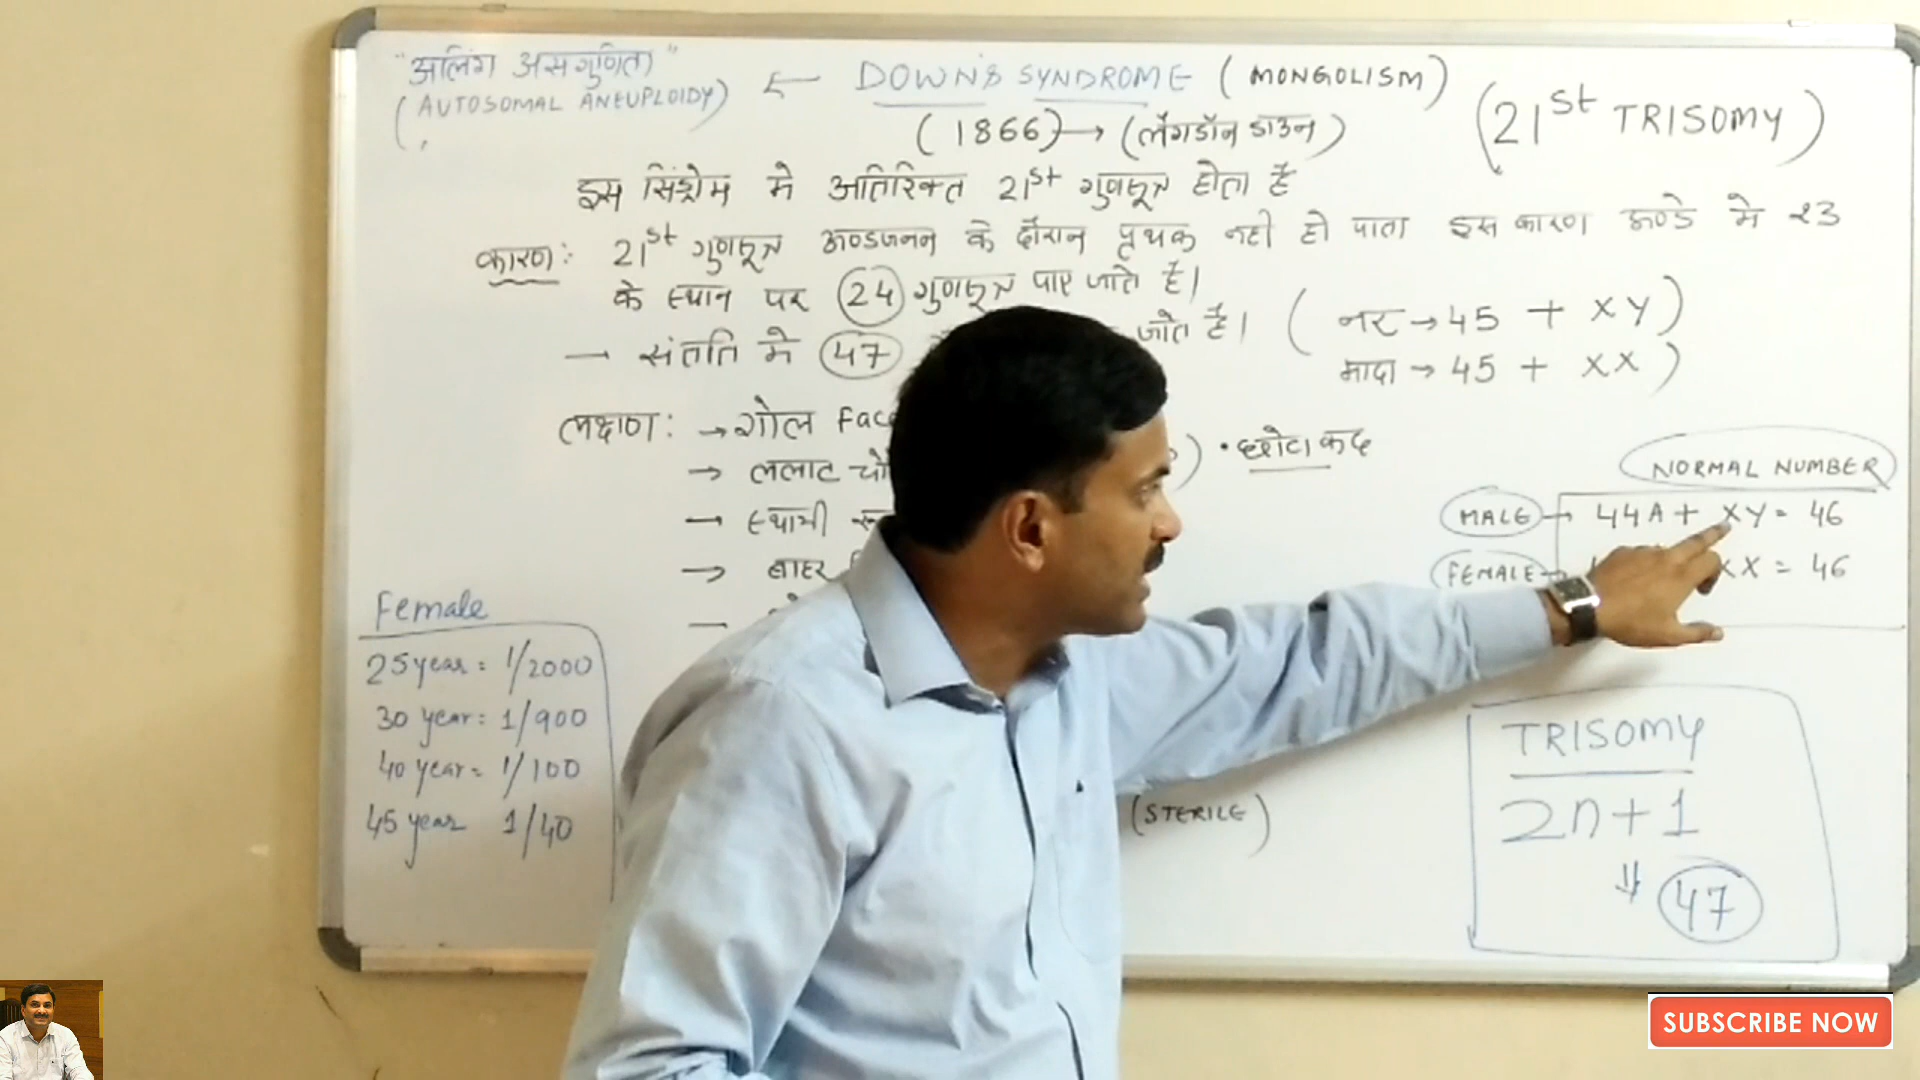 "अलिंग असगुणिता"
(AUTOSOMAL ANEUPLOIDY) ← DOWN'S SYNDROME (MONGOLISM)
(21st TRISOMY)
(1866) → (लैंगडॉन डाउन)
इस सिंड्रोम मे अतिरिक्त 21st गुणसूत्र होता है
कारण: 21st गुणसूत्र अण्डजनन के दौरान पृथक नही हो पाता इस कारण अण्डे मे 23
के स्थान पर 24 गुणसूत्र पाए जाते है।
→ संतति मे 47 जाते है। (नर → 45 + XY)
मादा → 45 + XX)
लक्षण: → गोल Face
→ ललाट चौ ) • छोटा कद
→ स्थायी
→ बाहर
NORMAL NUMBER
MALE → 44A + XY = 46
FEMALE → XX = 46
Female
25 year = 1/2000
30 year = 1/900
40 year = 1/100
45 year 1/40
(STERILE)
TRISOMY
2n+1
⇓ 47
SUBSCRIBE NOW